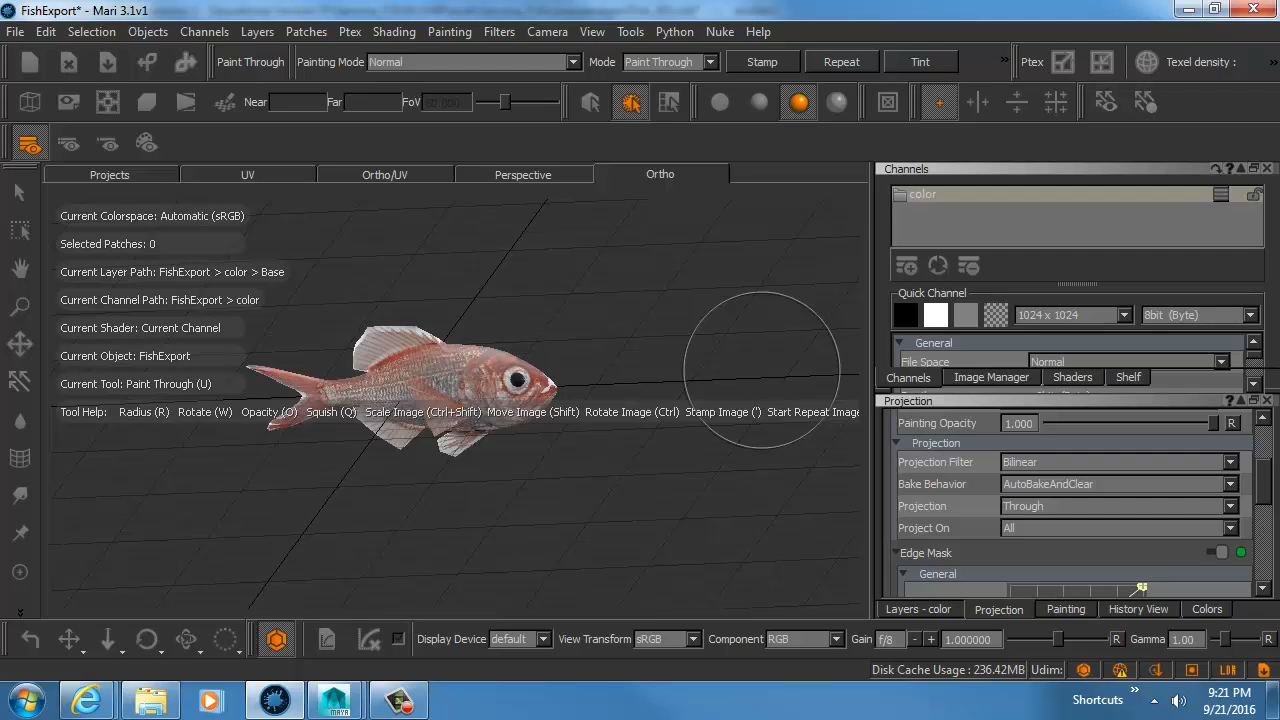 FishExport* - Mari 3.1v1
File Edit Selection Objects Channels Layers Patches Ptex Shading Painting Filters Camera View Tools Python Nuke Help
Paint Through Painting Mode Normal Mode Paint Through Stamp Repeat Tint » Ptex Texel density :
Near Far FoV
Projects UV Ortho/UV Perspective Ortho
Channels
Current Colorspace: Automatic (sRGB)
Selected Patches: 0
Current Layer Path: FishExport > color > Base
Current Channel Path: FishExport > color
Current Shader: Current Channel
Current Object: FishExport
Current Tool: Paint Through (U)
Tool Help: Radius (R) Rotate (W) Opacity (O) Squish (Q) Scale Image (Ctrl+Shift) Move Image (Shift) Rotate Image (Ctrl) Stamp Image (') Start Repeat Image
color
Quick Channel
1024 x 1024 8bit (Byte)
General
File Space Normal
Channels Image Manager Shaders Shelf
Projection
Painting Opacity 1.000 R
Projection
Projection Filter Bilinear
Bake Behavior AutoBakeAndClear
Projection Through
Project On All
Edge Mask
General
Layers - color Projection Painting History View Colors
Display Device default View Transform sRGB Component RGB Gain f/8 - + 1.000000 R Gamma 1.00 R
Disk Cache Usage : 236.42MB Udim: LDR
MAYA
Shortcuts »
9:21 PM
9/21/2016